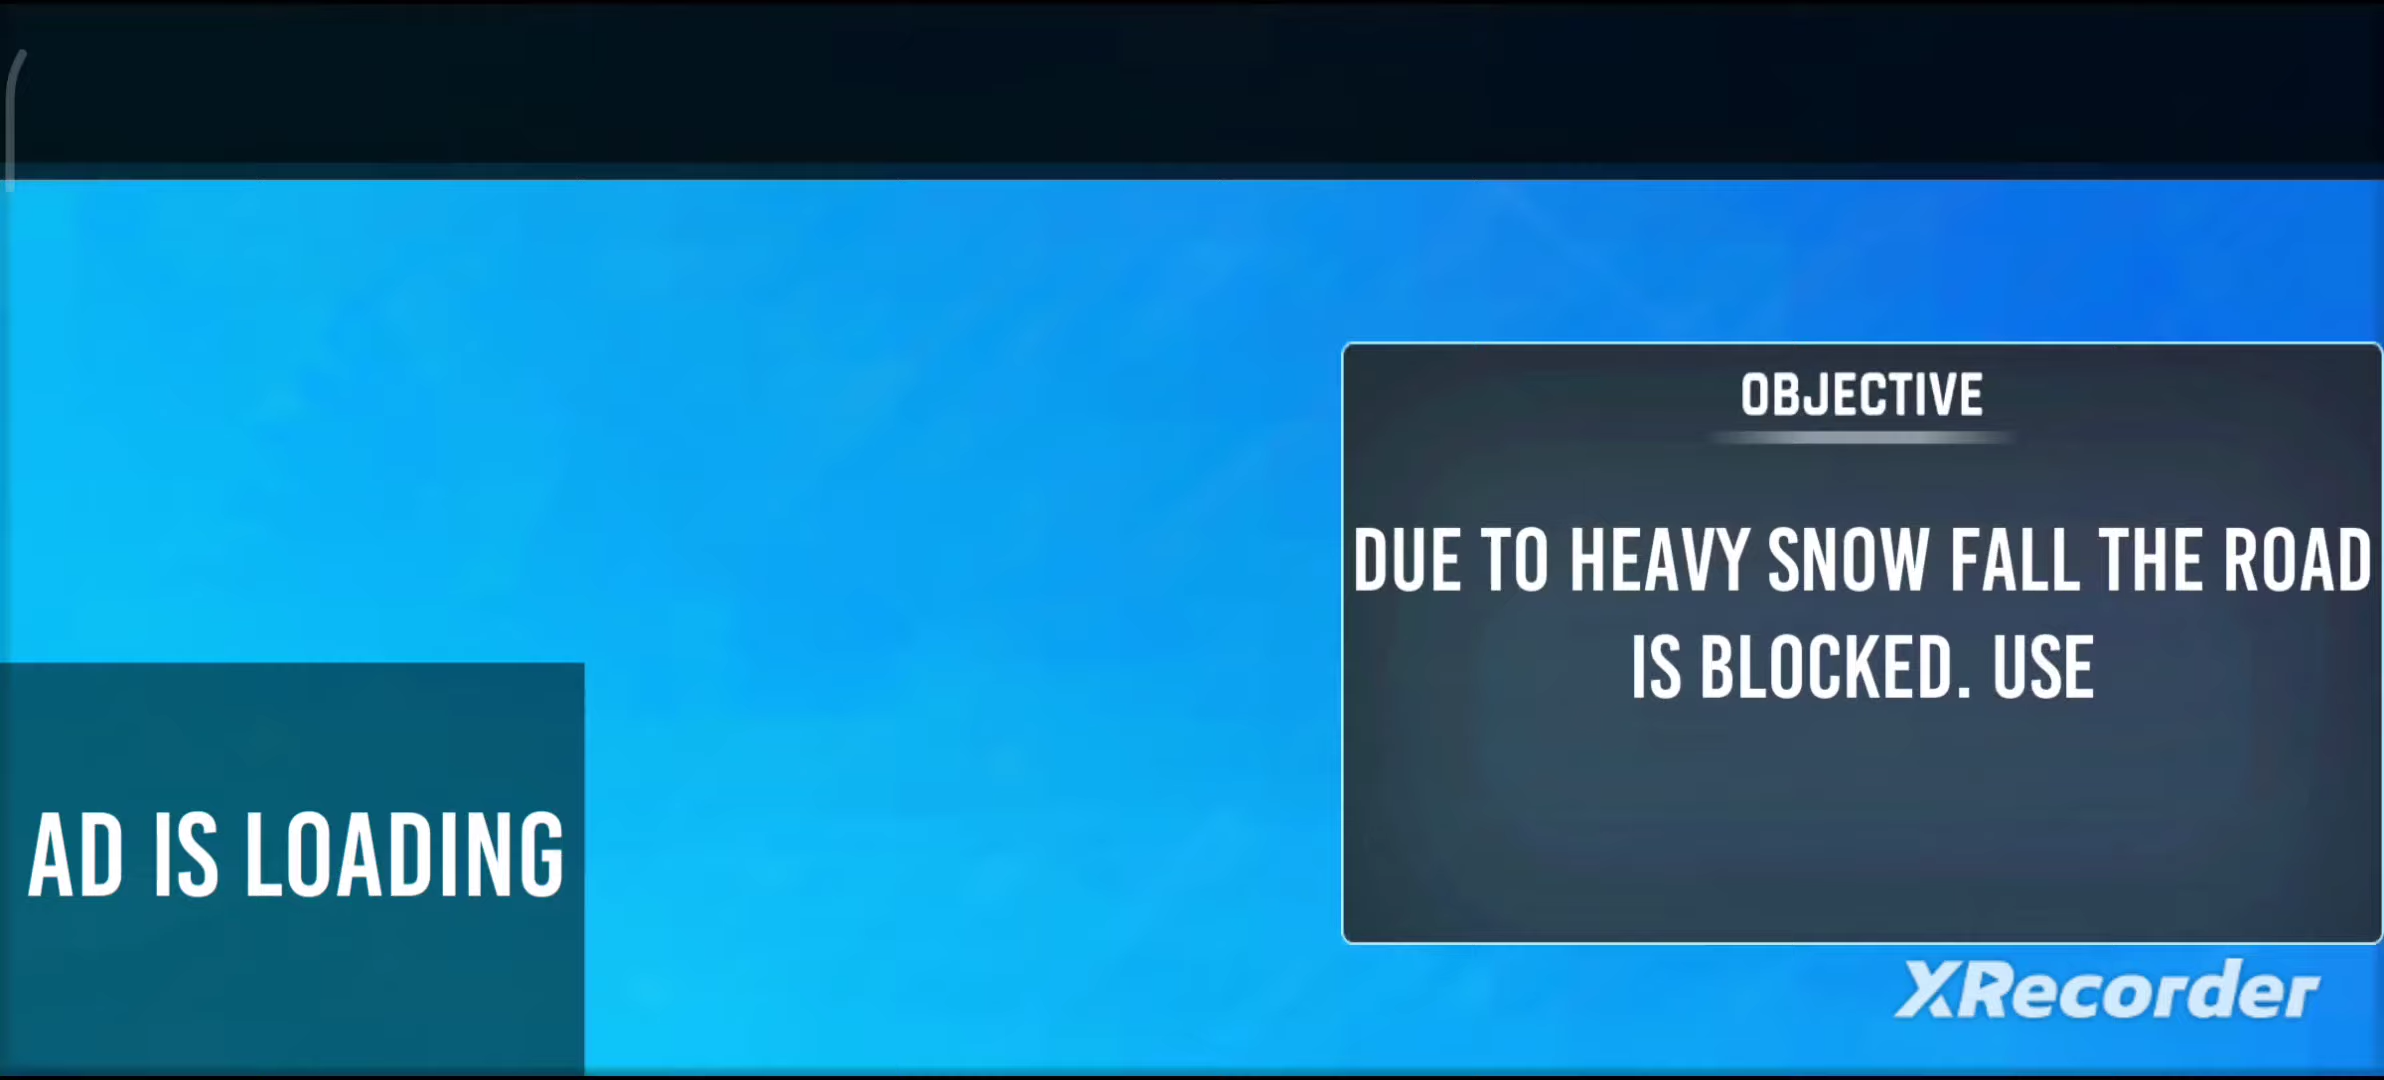 OBJECTIVE
DUE TO HEAVY SNOW FALL THE ROAD
IS BLOCKED. USE
AD IS LOADING
XRecorder